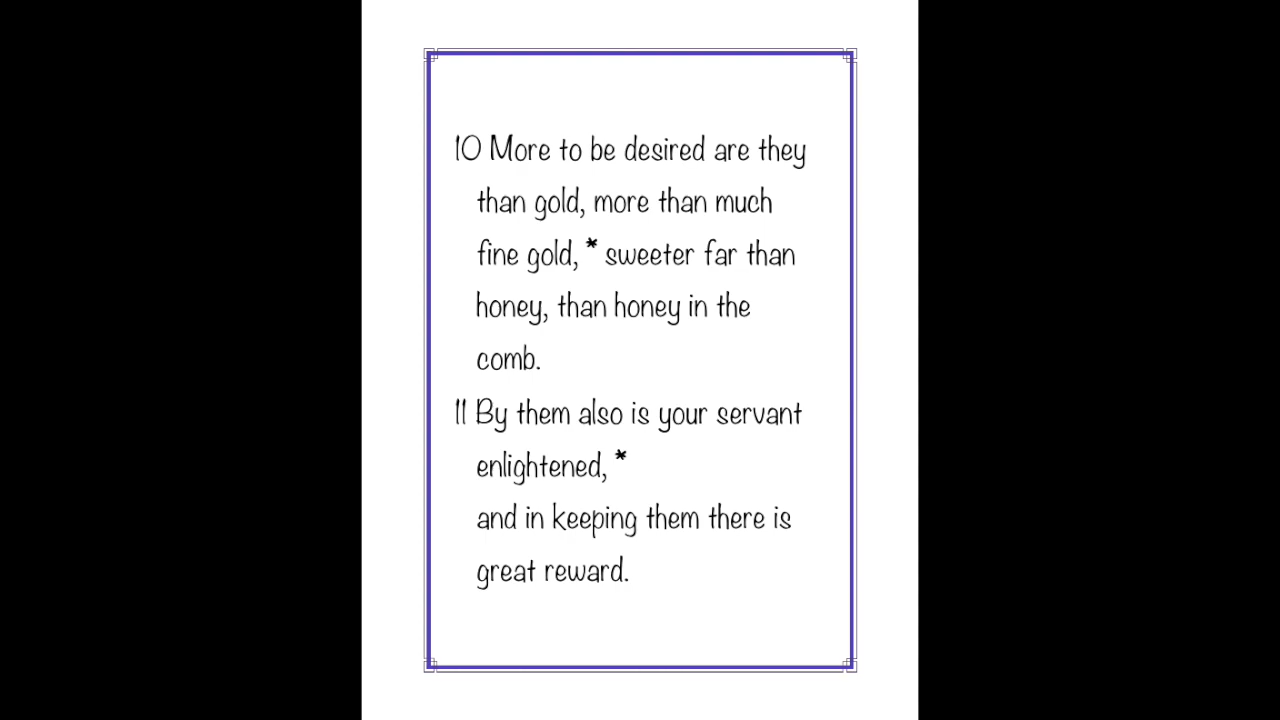 10 More to be desired are they
than gold, more than much
fine gold, * sweeter far than
honey, than honey in the
comb.
11 By them also is your servant
enlightened, *
and in keeping them there is
great reward.